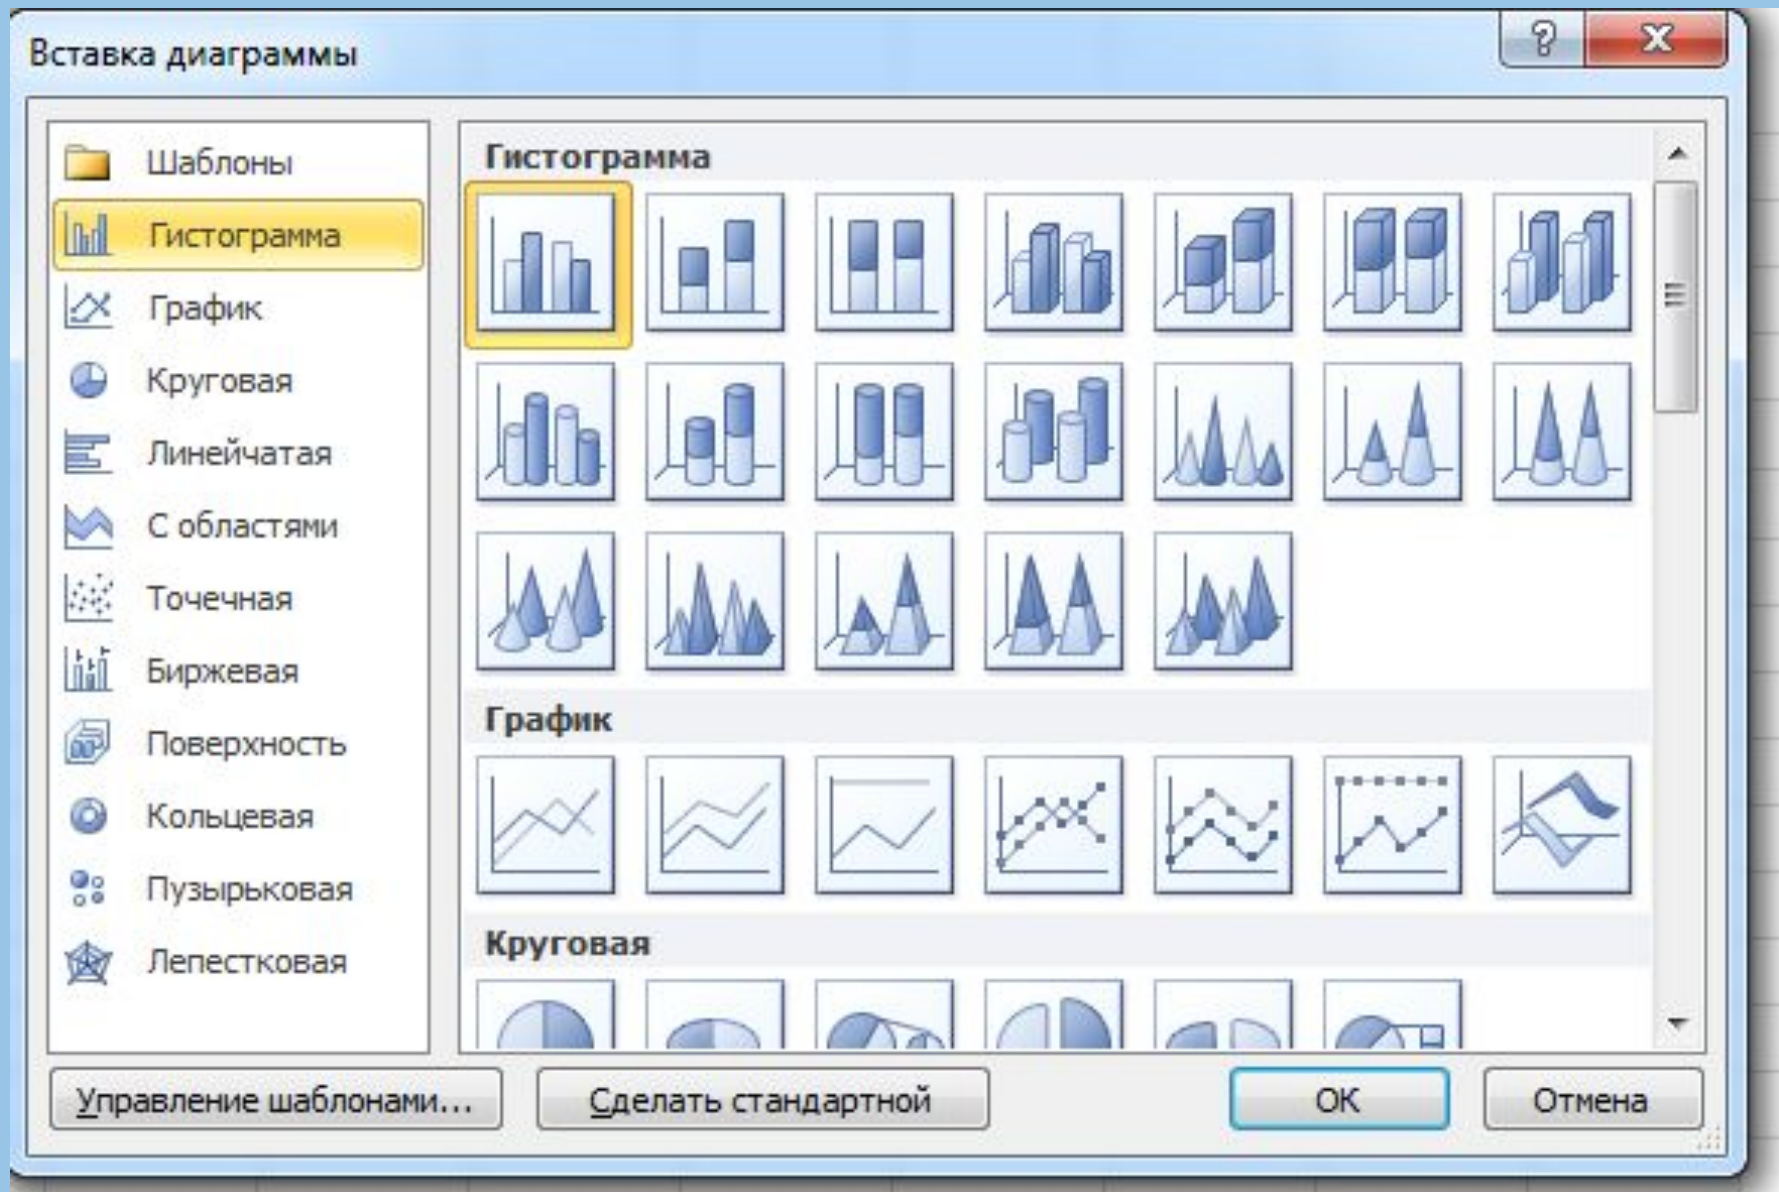 Вставка диаграммы
Шаблоны
Гистограмма
График
Круговая
Линейчатая
С областями
Точечная
Биржевая
Поверхность
Кольцевая
Пузырьковая
Лепестковая
Гистограмма
График
Круговая
Управление шаблонами...
Сделать стандартной
ОК
Отмена